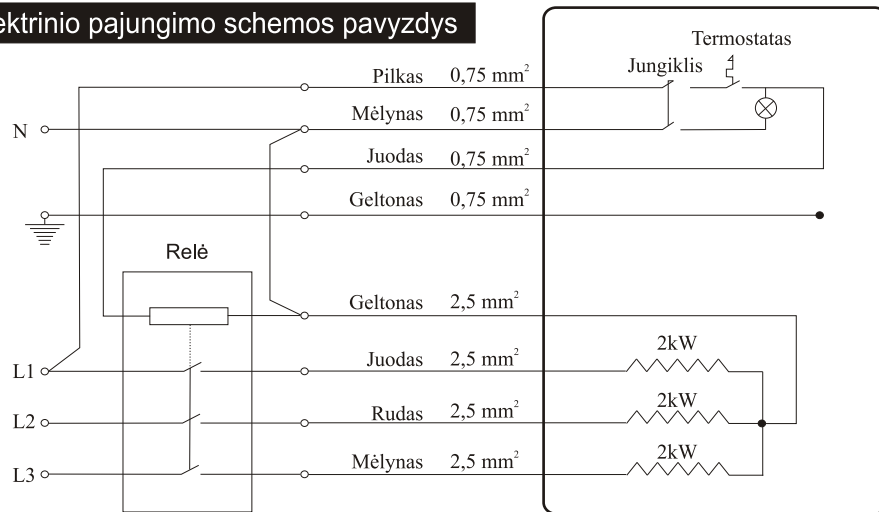 ektrinio pajungimo schemos pavyzdys
Termostatas
Jungiklis
Pilkas 0,75 mm²
N Mėlynas 0,75 mm²
Juodas 0,75 mm²
Geltonas 0,75 mm²
Relė
Geltonas 2,5 mm²
2kW
L1 Juodas 2,5 mm²
2kW
L2 Rudas 2,5 mm²
2kW
L3 Mėlynas 2,5 mm²